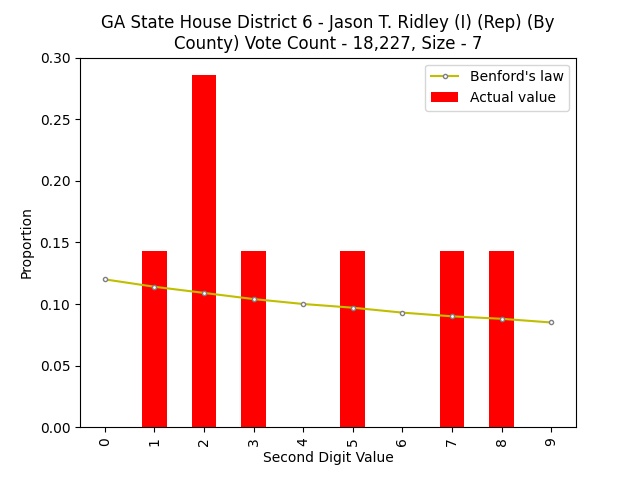 GA State House District 6 - Jason T. Ridley (I) (Rep) (By
County) Vote Count - 18,227, Size - 7
Benford's law
Actual value
0.30
0.25
0.20
0.15
0.10
0.05
0.00
Proportion
0 1 2 3 4 5 6 7 8 9
Second Digit Value